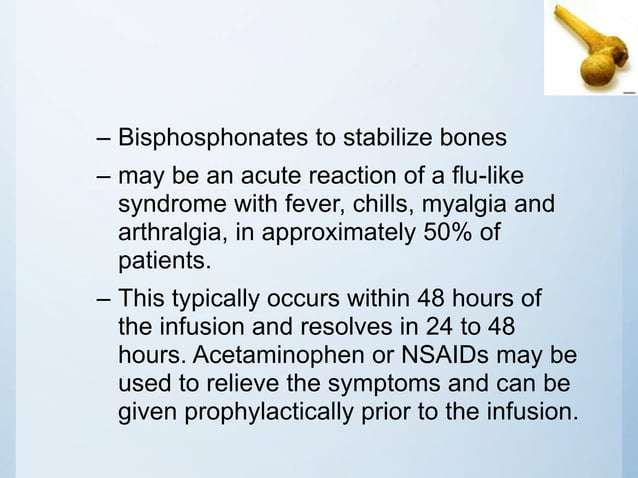 – Bisphosphonates to stabilize bones
– may be an acute reaction of a flu-like
syndrome with fever, chills, myalgia and
arthralgia, in approximately 50% of
patients.
– This typically occurs within 48 hours of
the infusion and resolves in 24 to 48
hours. Acetaminophen or NSAIDs may be
used to relieve the symptoms and can be
given prophylactically prior to the infusion.